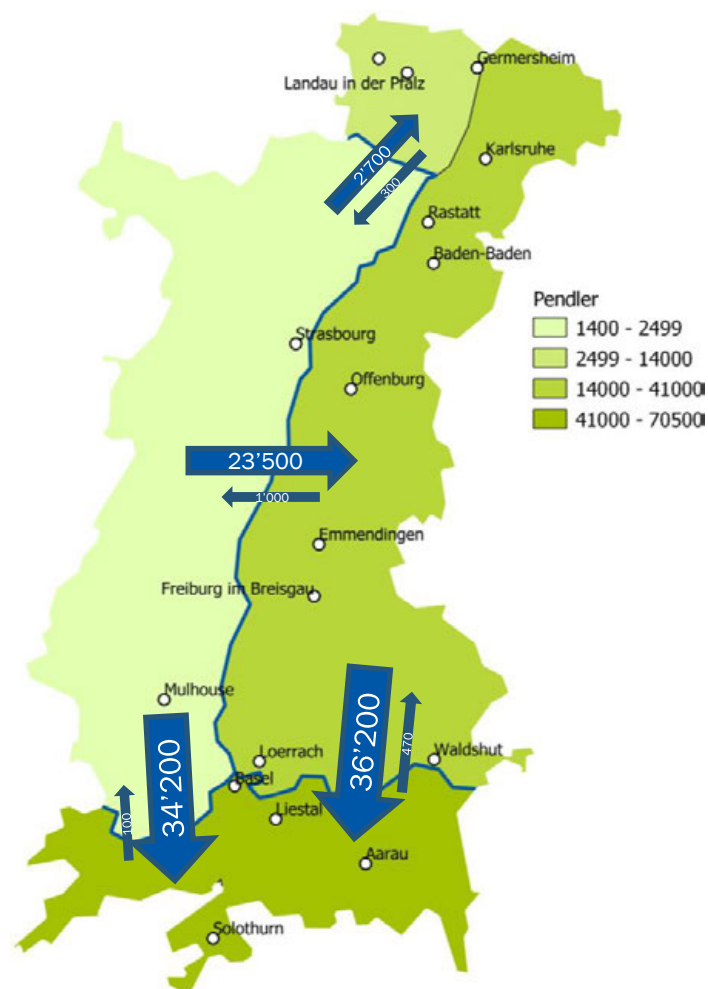 Germersheim
Landau in der Pfalz
2'700
300
Karlsruhe
Rastatt
Baden-Baden
Pendler
1400 - 2499
2499 - 14000
14000 - 41000
41000 - 70500
Strasbourg
Offenburg
23'500
1'000
Emmendingen
Freiburg im Breisgau
Mulhouse
36'200
470
Waldshut
Loerrach
Basel
34'200
100
Liestal
Aarau
Solothurn